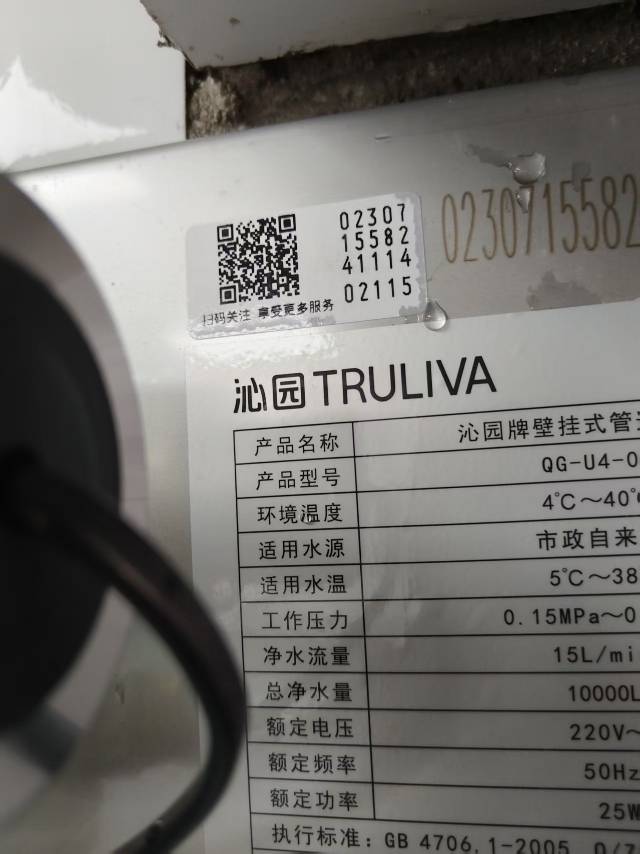 02307
15582
41114
02115
扫码关注 享受更多服务
0230715582
沁园TRULIVA
产品名称 沁园牌壁挂式管
产品型号 QG-U4-0
环境温度 4℃～40℃
适用水源 市政自来
适用水温 5℃～38
工作压力 0.15MPa～0
净水流量 15L/mi
总净水量 10000L
额定电压 220V～
额定频率 50Hz
额定功率 25W
执行标准：GB 4706.1-2005